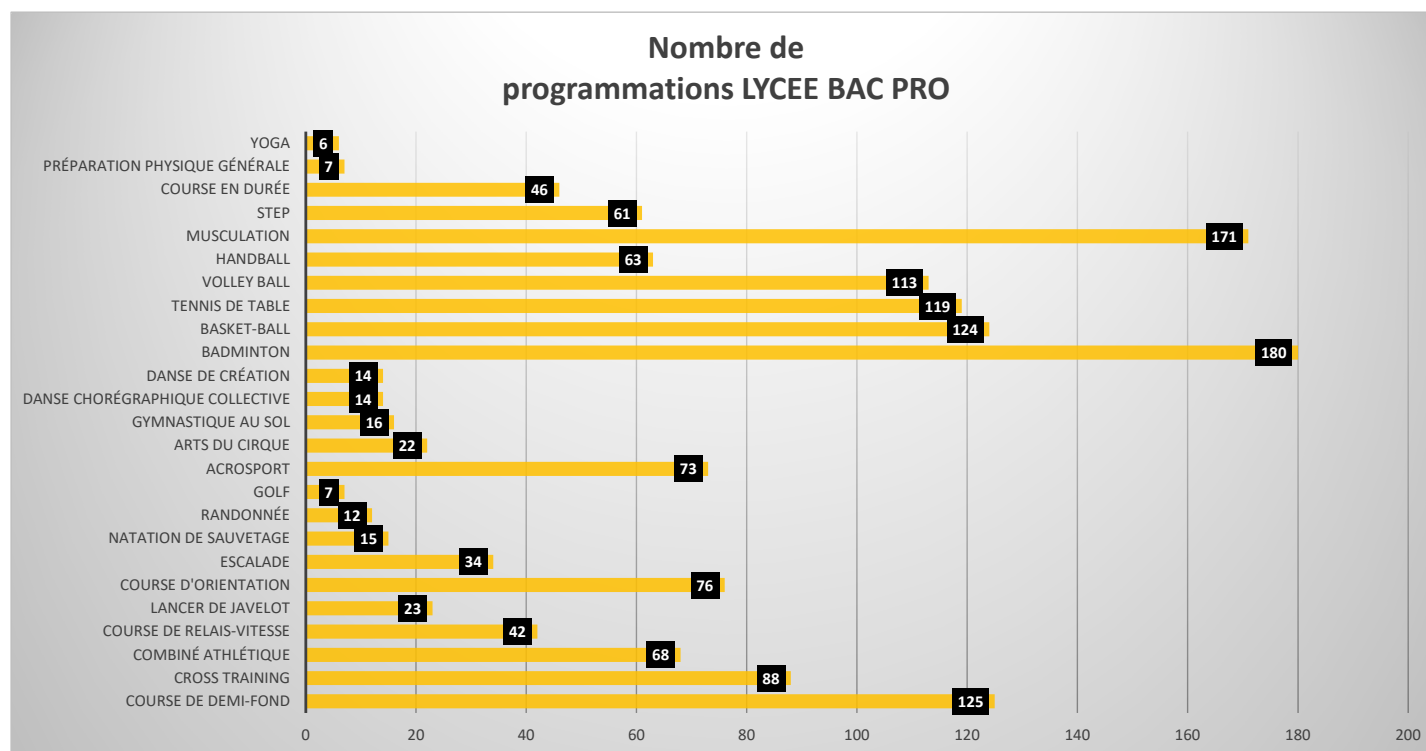 Nombre de
programmations LYCEE BAC PRO
YOGA 6
PRÉPARATION PHYSIQUE GÉNÉRALE 7
COURSE EN DURÉE 46
STEP 61
MUSCULATION 171
HANDBALL 63
VOLLEY BALL 113
TENNIS DE TABLE 119
BASKET-BALL 124
BADMINTON 180
DANSE DE CRÉATION 14
DANSE CHORÉGRAPHIQUE COLLECTIVE 14
GYMNASTIQUE AU SOL 16
ARTS DU CIRQUE 22
ACROSPORT 73
GOLF 7
RANDONNÉE 12
NATATION DE SAUVETAGE 15
ESCALADE 34
COURSE D'ORIENTATION 76
LANCER DE JAVELOT 23
COURSE DE RELAIS-VITESSE 42
COMBINÉ ATHLÉTIQUE 68
CROSS TRAINING 88
COURSE DE DEMI-FOND 125
0 20 40 60 80 100 120 140 160 180 200